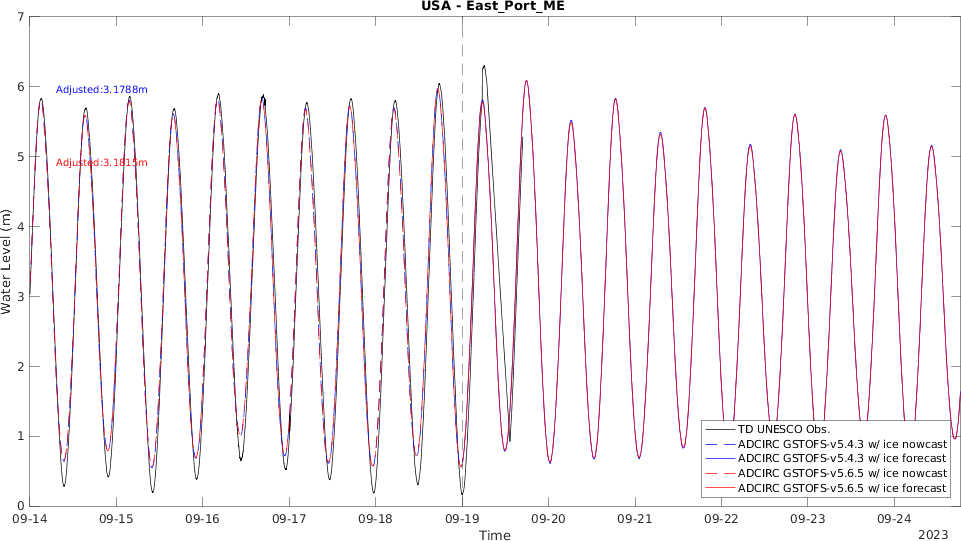 USA - East_Port_ME
7
6
5
4
3
2
1
0
Water Level (m)
Adjusted:3.1788m
Adjusted:3.1815m
TD UNESCO Obs.
ADCIRC GSTOFS-v5.4.3 w/ ice nowcast
ADCIRC GSTOFS-v5.4.3 w/ ice forecast
ADCIRC GSTOFS-v5.6.5 w/ ice nowcast
ADCIRC GSTOFS-v5.6.5 w/ ice forecast
09-14 09-15 09-16 09-17 09-18 09-19 09-20 09-21 09-22 09-23 09-24
Time
2023